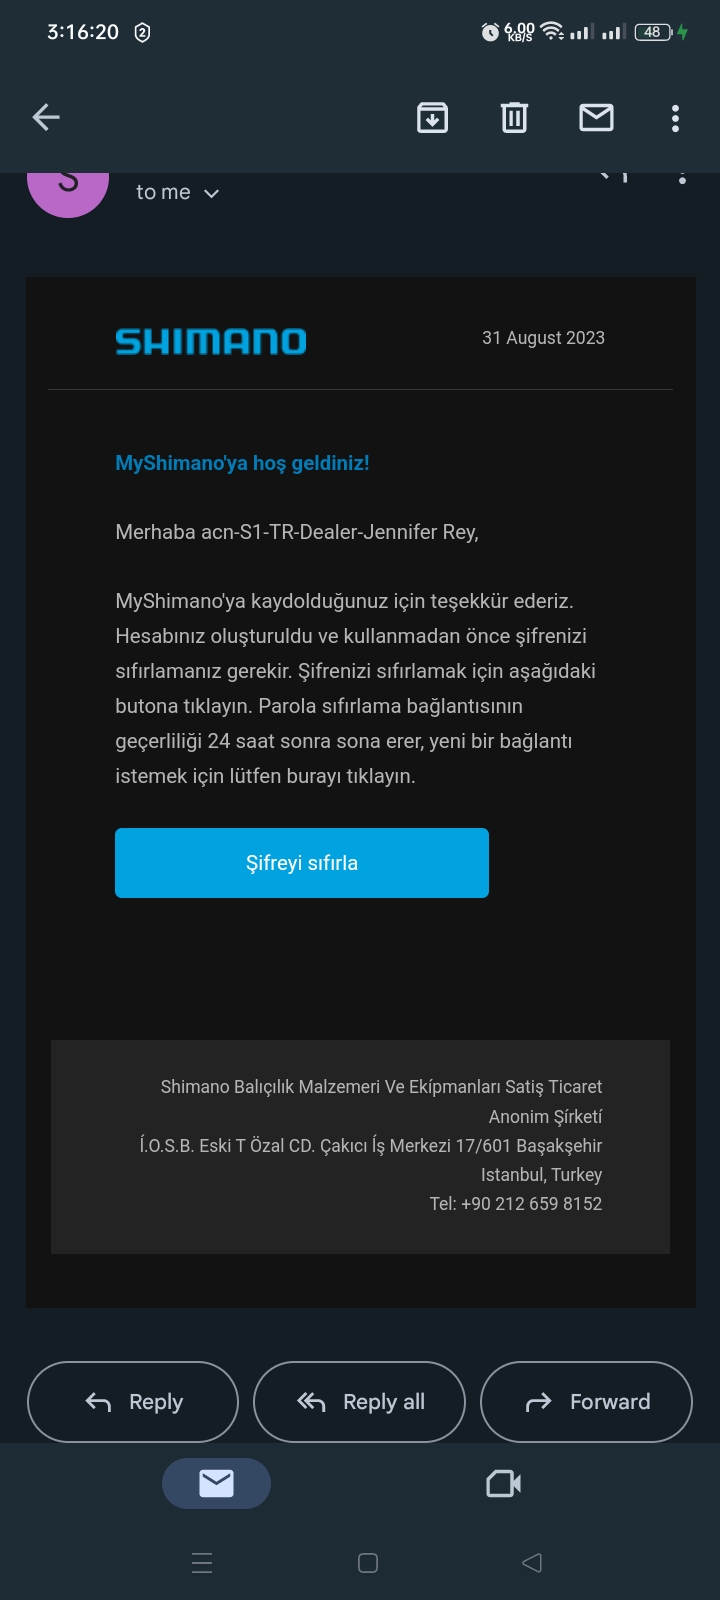 3:16:20
2
6.00
KB/S
48
S
to me
SHIMANO
31 August 2023
MyShimano'ya hoş geldiniz!
Merhaba acn-S1-TR-Dealer-Jennifer Rey,
MyShimano'ya kaydolduğunuz için teşekkür ederiz.
Hesabınız oluşturuldu ve kullanmadan önce şifrenizi
sıfırlamanız gerekir. Şifrenizi sıfırlamak için aşağıdaki
butona tıklayın. Parola sıfırlama bağlantısının
geçerliliği 24 saat sonra sona erer, yeni bir bağlantı
istemek için lütfen burayı tıklayın.
Şifreyi sıfırla
Shimano Balıçılık Malzemeri Ve Ekípmanları Satiş Ticaret
Anonim Şírketí
Í.O.S.B. Eski T Özal CD. Çakıcı Íş Merkezi 17/601 Başakşehir
Istanbul, Turkey
Tel: +90 212 659 8152
Reply
Reply all
Forward